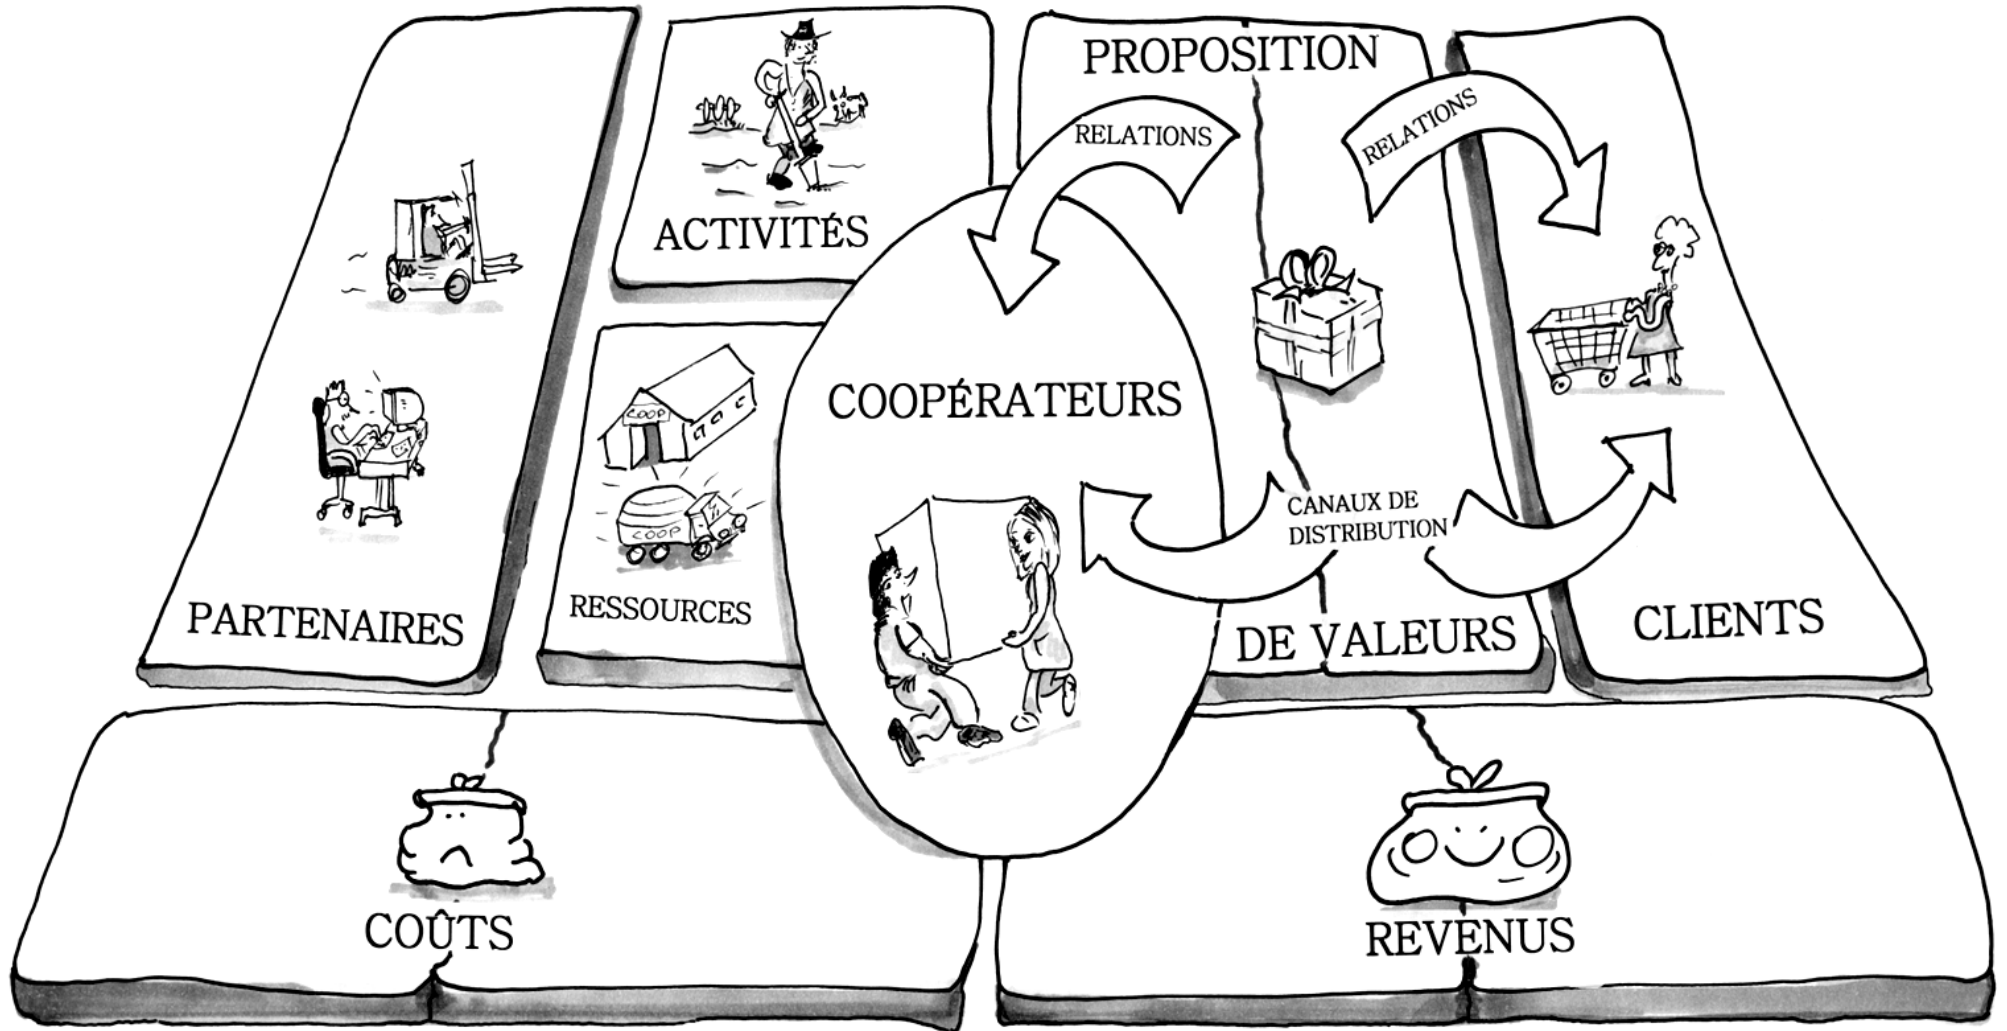 PROPOSITION
RELATIONS
RELATIONS
ACTIVITÉS
COOPÉRATEURS
COOP
COOP
CANAUX DE
DISTRIBUTION
PARTENAIRES
RESSOURCES
DE VALEURS
CLIENTS
COÛTS
REVENUS